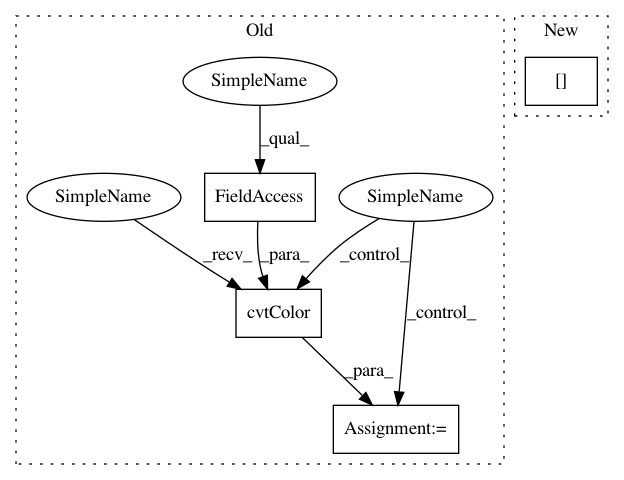 Old
New
SimpleName
[]
_qual_
SimpleName
FieldAccess
SimpleName
_recv_
_para_
_control_
cvtColor
_control_
_para_
Assignment:=